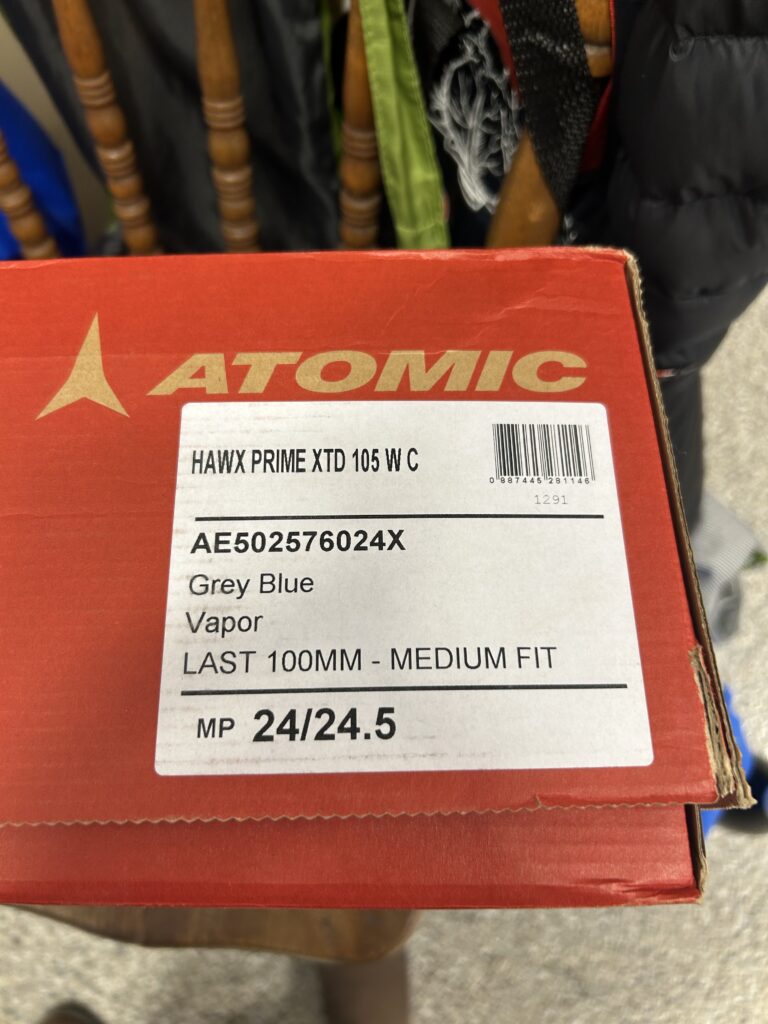 ATOMIC
HAWX PRIME XTD 105 W C
0 887445 281146
1291
AE502576024X
Grey Blue
Vapor
LAST 100MM - MEDIUM FIT
MP 24/24.5